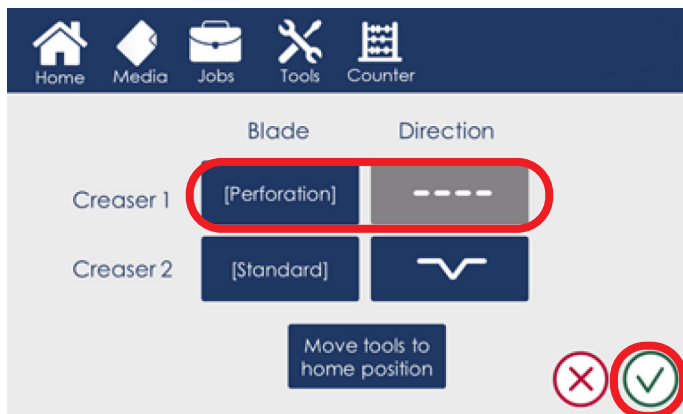 Home Media Jobs Tools Counter
Blade Direction
Creaser 1 [Perforation]
Creaser 2 [Standard]
Move tools to
home position